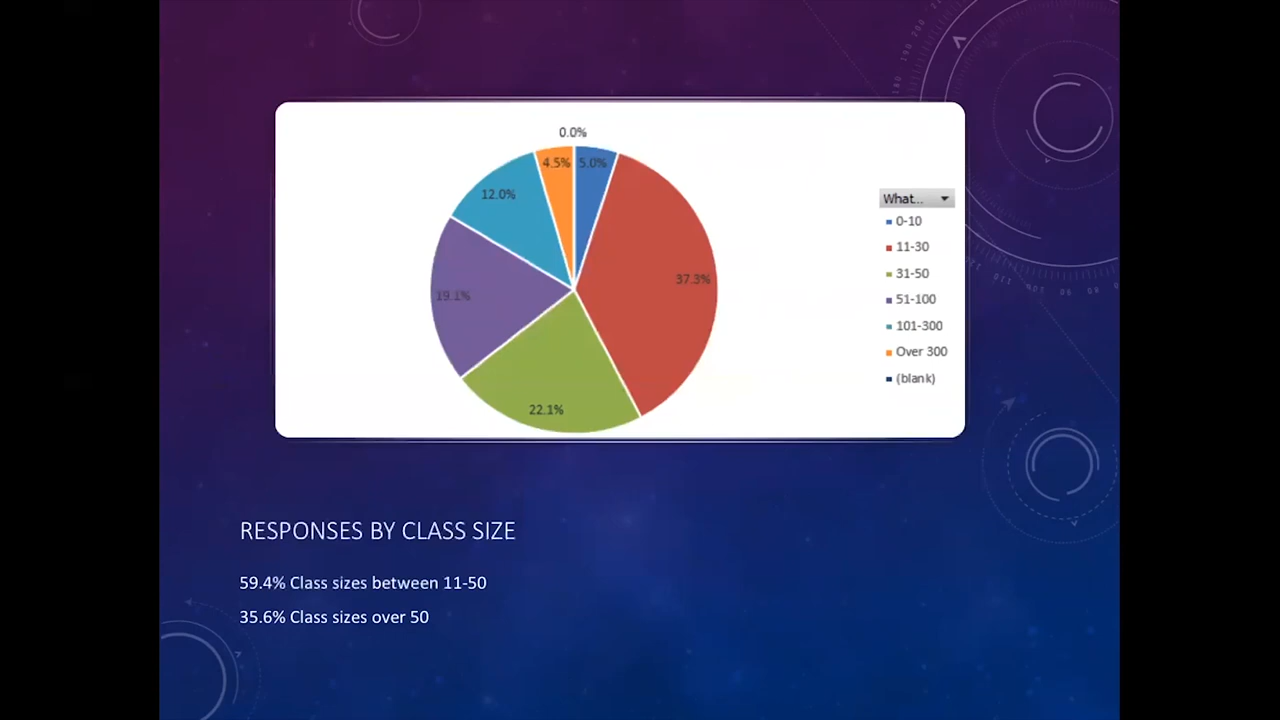 0.0%
4.5% 5.0%
12.0%
37.3%
19.1%
22.1%
What...
0-10
11-30
31-50
51-100
101-300
Over 300
(blank)
RESPONSES BY CLASS SIZE
59.4% Class sizes between 11-50
35.6% Class sizes over 50